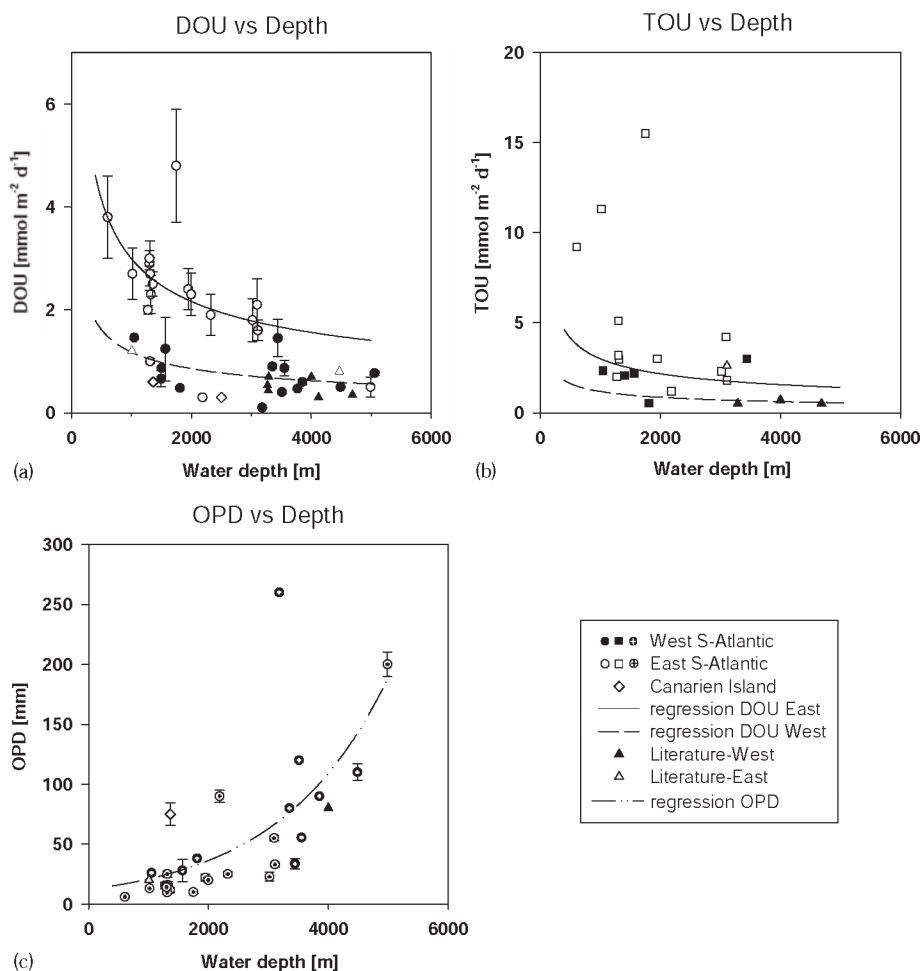 DOU vs Depth
6
4
2
0
DOU [mmol m-2 d-1]
0 2000 4000 6000
(a)
Water depth [m]
TOU vs Depth
20
15
10
5
0
TOU [mmol m-2 d-1]
0 2000 4000 6000
(b)
Water depth [m]
OPD vs Depth
300
250
200
150
100
50
0
OPD [mm]
0 2000 4000 6000
(c)
Water depth [m]
West S-Atlantic
East S-Atlantic
Canarien Island
regression DOU East
regression DOU West
Literature-West
Literature-East
regression OPD